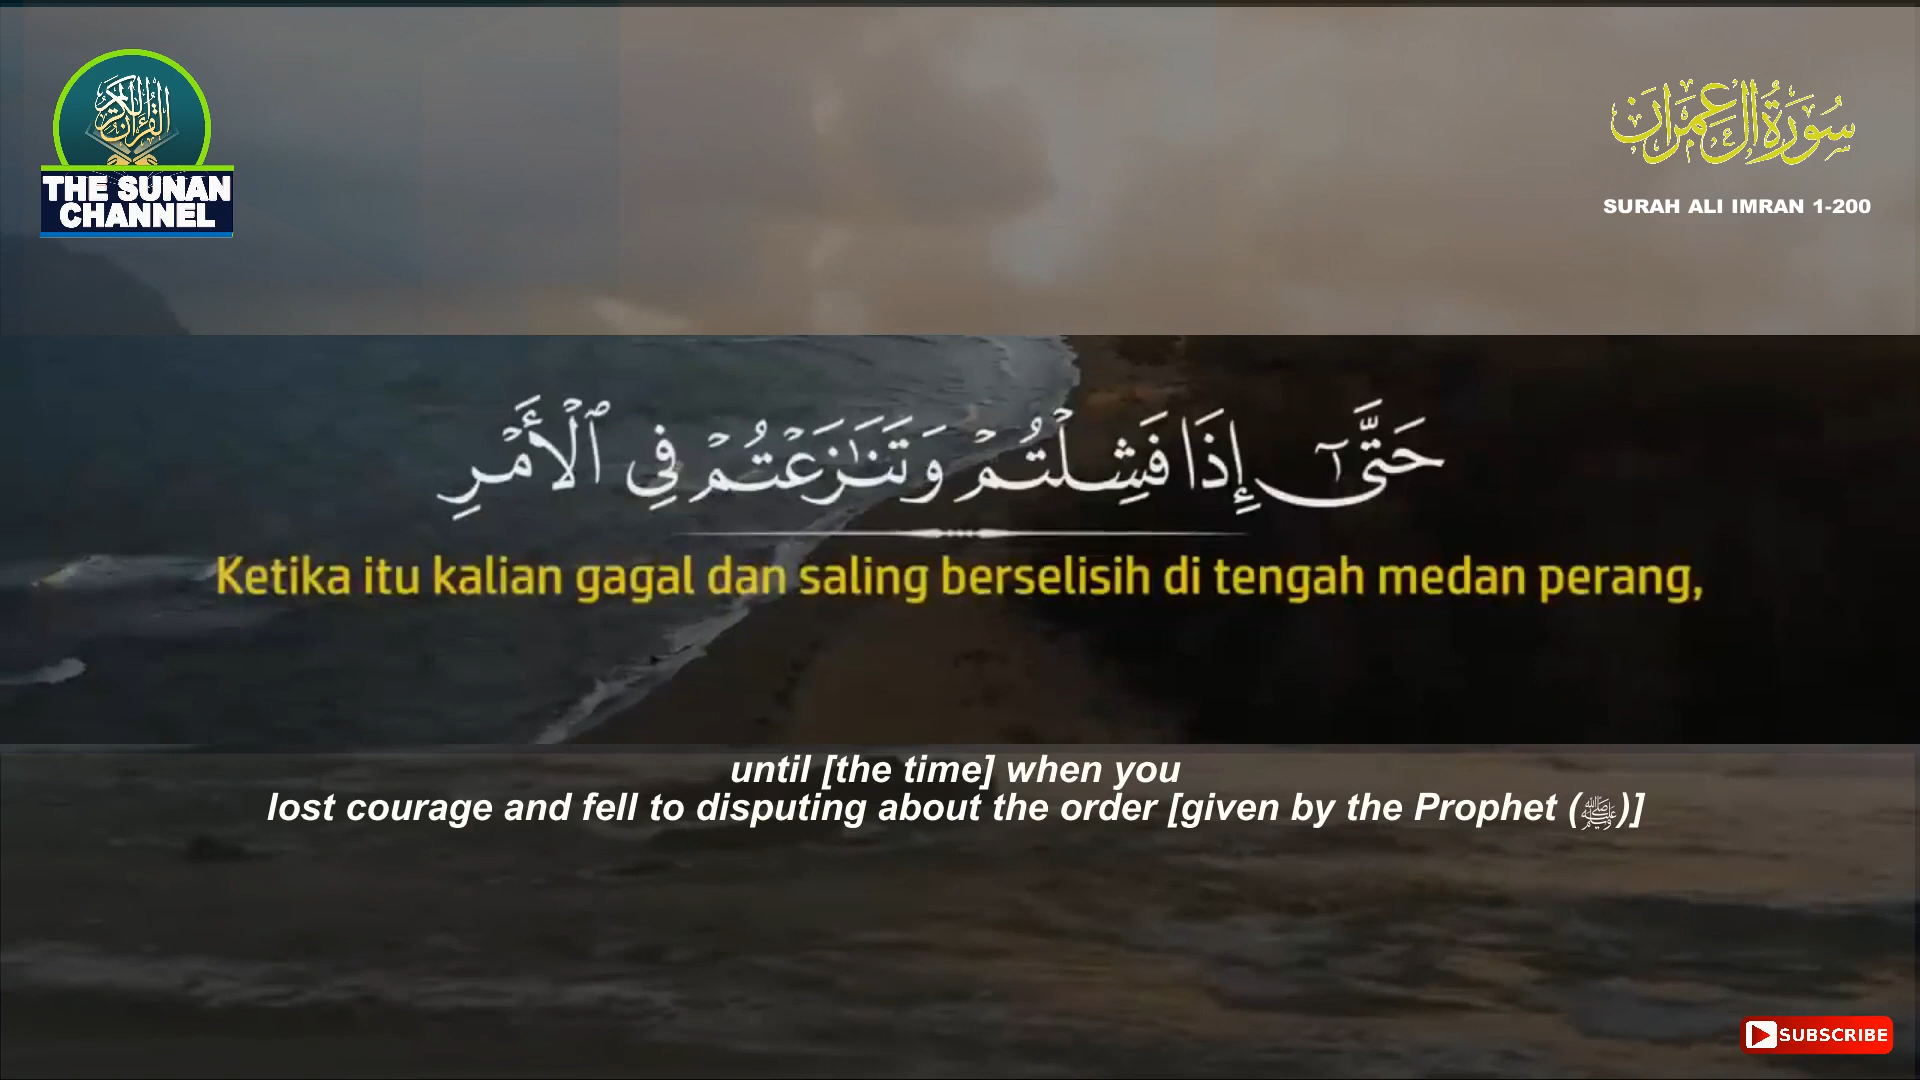 القرآن الكريم
THE SUNAN
CHANNEL
سُورَةُ آلِ عِمْرَان
SURAH ALI IMRAN 1-200
حَتَّىٰٓ إِذَا فَشِلْتُمْ وَتَنَـٰزَعْتُمْ فِى ٱلْأَمْرِ
Ketika itu kalian gagal dan saling berselisih di tengah medan perang,
until [the time] when you
lost courage and fell to disputing about the order [given by the Prophet (ﷺ)]
SUBSCRIBE